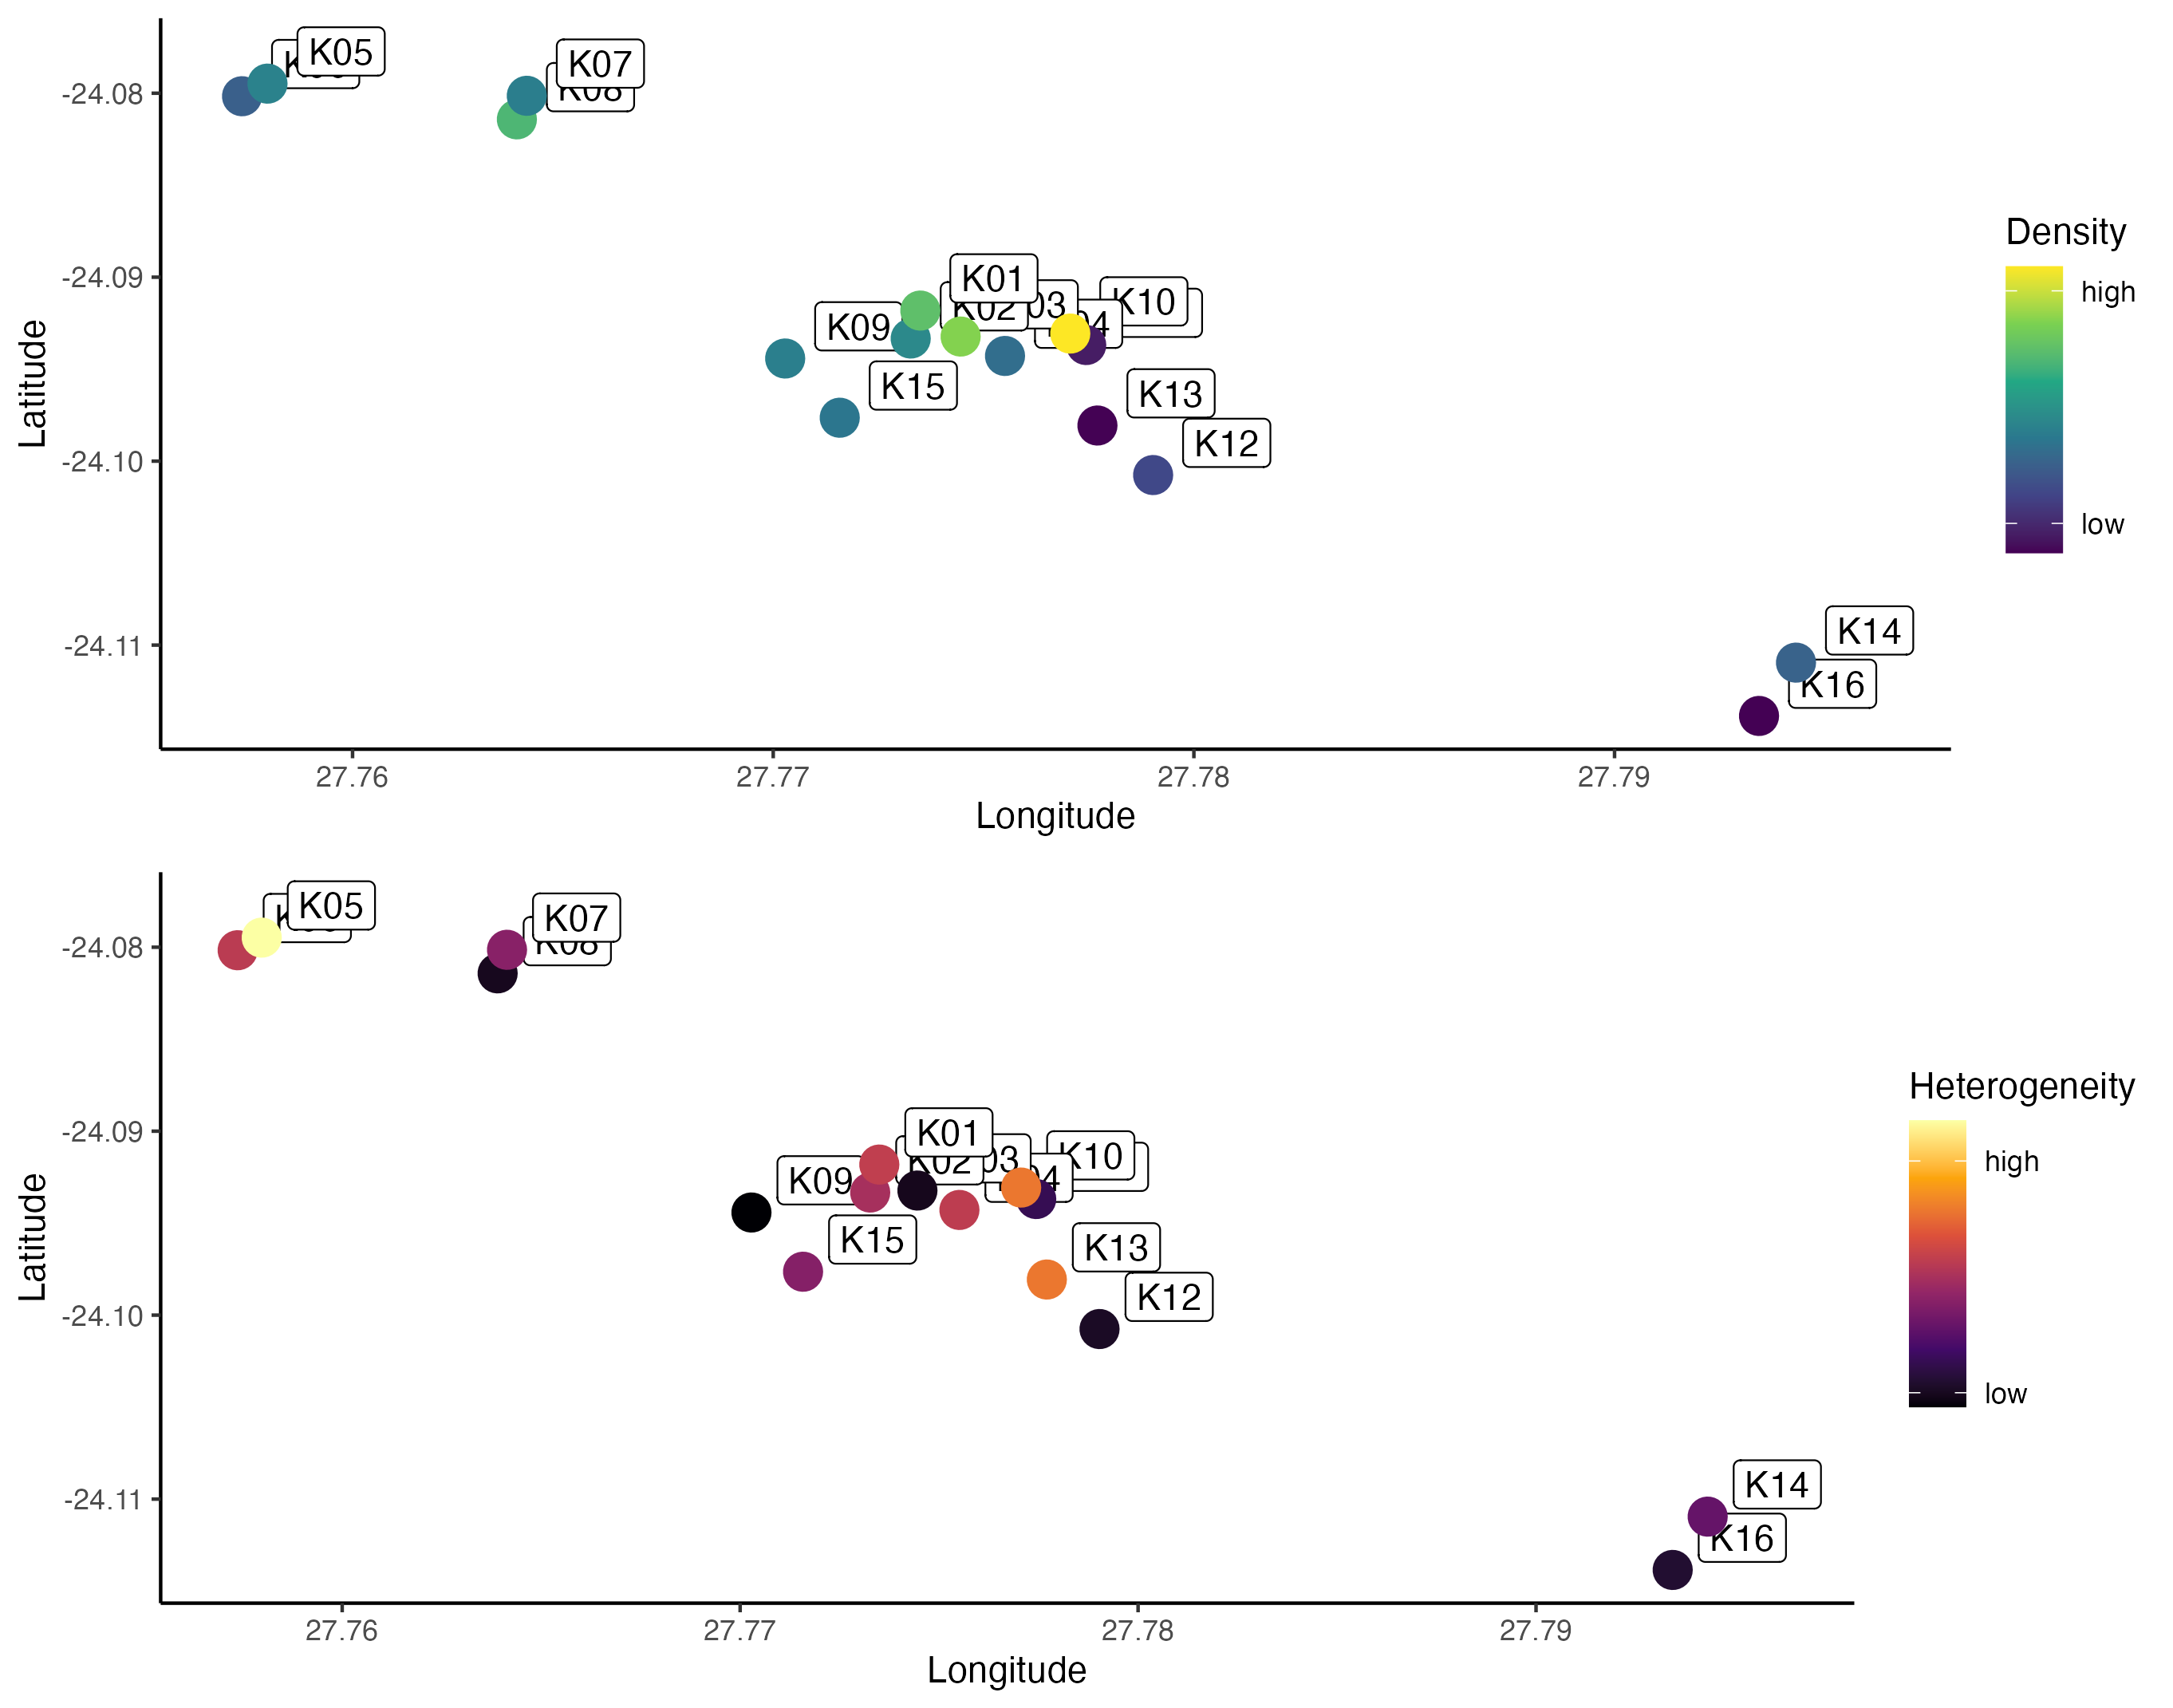 K05
K07
K08
-24.08
K01
-24.09
K02
03
K10
K09
K15
K13
K12
-24.10
K14
-24.11
K16
27.76
27.77
27.78
27.79
Longitude
Latitude
Density
high
low
K05
K07
K08
-24.08
K01
-24.09
K02
03
K10
K09
K15
K13
K12
-24.10
K14
-24.11
K16
27.76
27.77
27.78
27.79
Longitude
Latitude
Heterogeneity
high
low